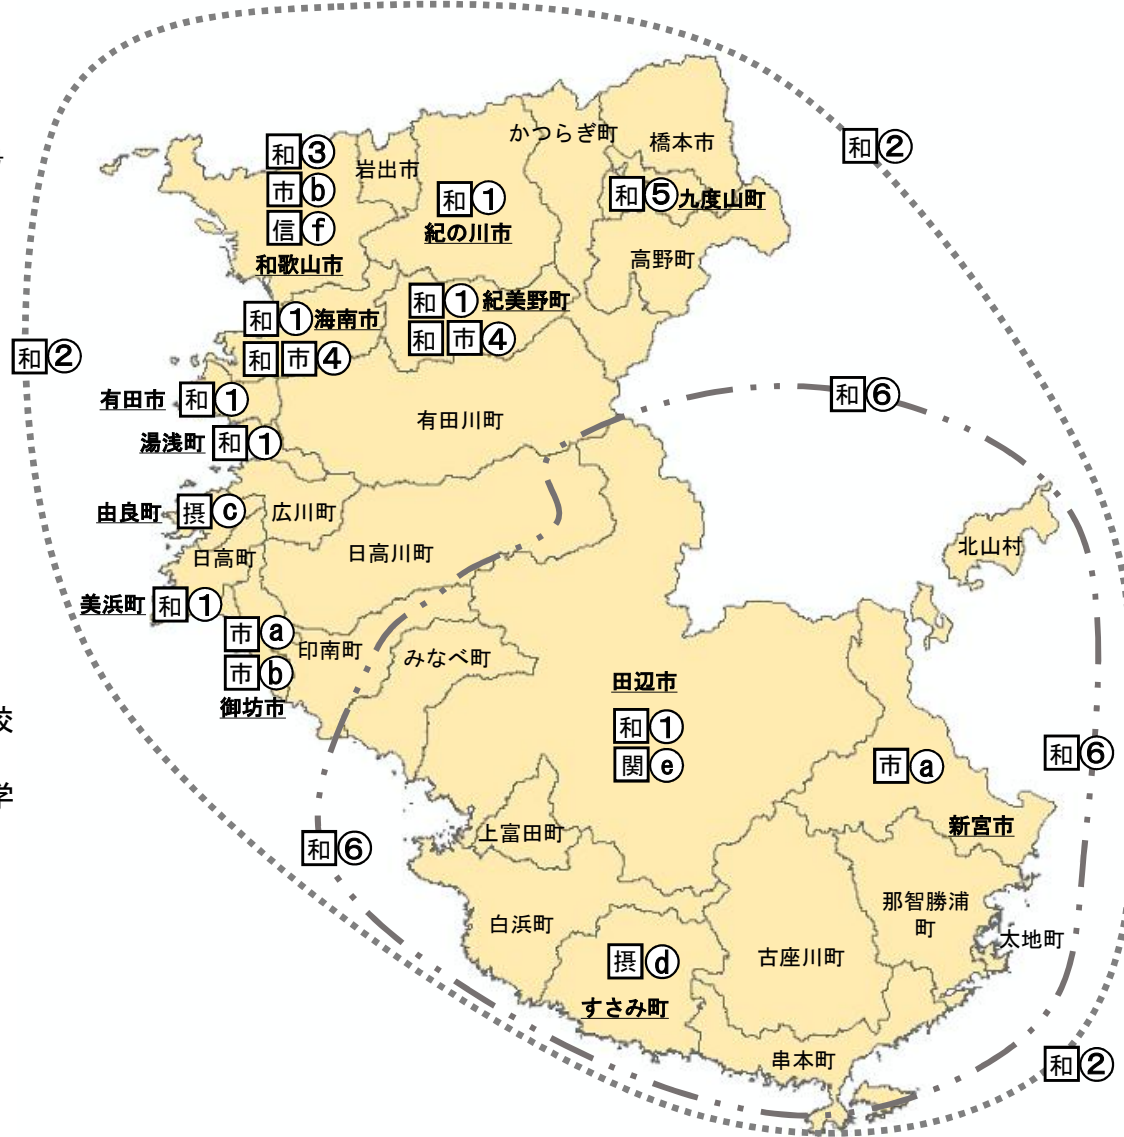 かつらぎ町
橋本市
和②
和③
岩出市
市ⓑ
和①
和⑤九度山町
信ⓕ
紀の川市
和歌山市
高野町
和①海南市
和①紀美野町
和市④
和市④
和②
有田市 和①
和⑥
有田川町
湯浅町 和①
由良町 摂ⓒ
広川町
日高町
日高川町
北山村
美浜町 和①
市ⓐ
印南町
みなべ町
市ⓑ
御坊市
田辺市
校
和①
関ⓔ
和⑥
市ⓐ
学
新宮市
上富田町
和⑥
那智勝浦
町
白浜町
太地町
摂ⓓ
古座川町
すさみ町
串本町
和②